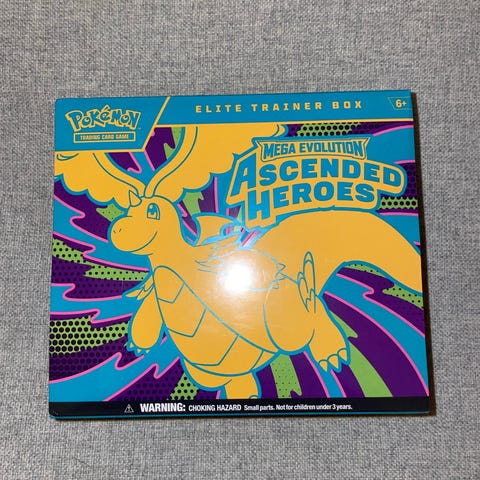 Pokémon
TRADING CARD GAME
ELITE TRAINER BOX
6+
MEGA EVOLUTION
ASCENDED
HEROES
WARNING: CHOKING HAZARD Small parts. Not for children under 3 years.